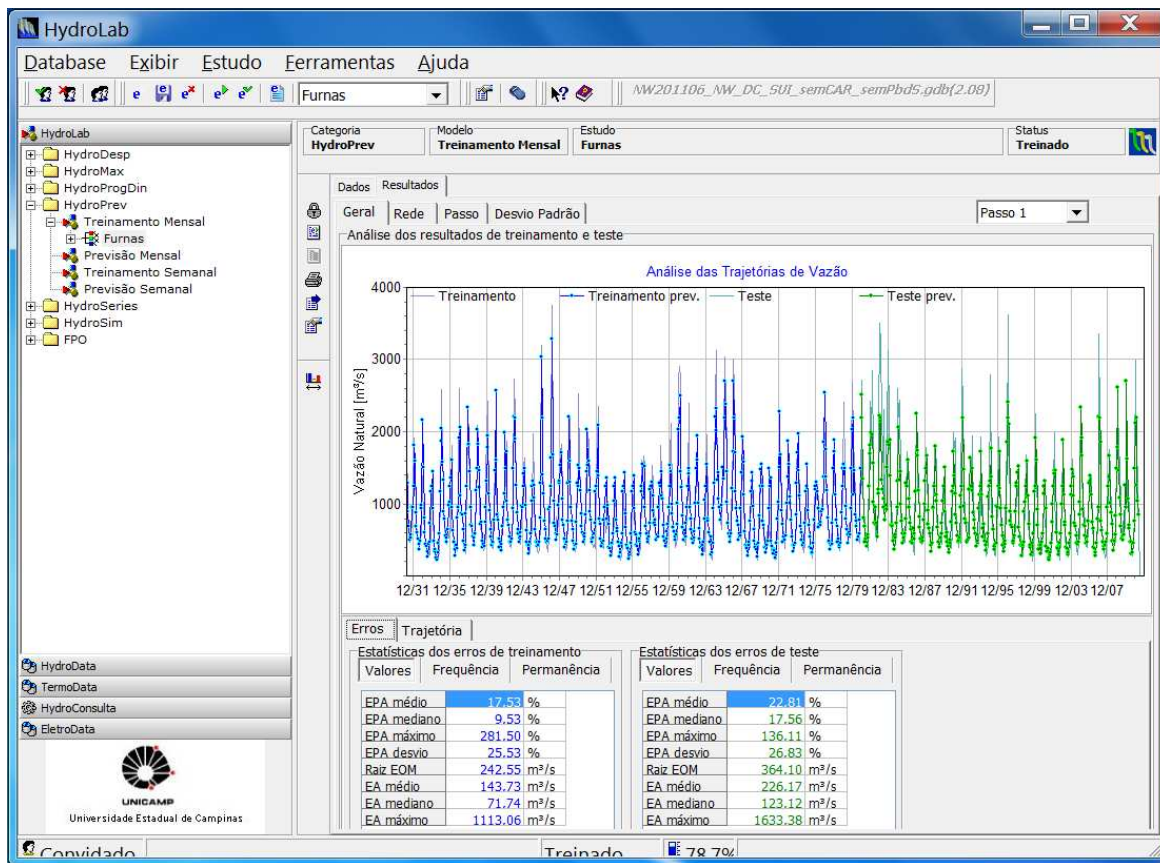 HydroLab
Database Exibir Estudo Ferramentas Ajuda
Furnas NW201106_NW_DC_SUI_semCAR_semPbdS.gdb(2.08)
HydroLab
HydroDesp
HydroMax
HydroProgDin
HydroPrev
Treinamento Mensal
Furnas
Previsão Mensal
Treinamento Semanal
Previsão Semanal
HydroSeries
HydroSim
FPO
HydroData
TermoData
HydroConsulta
EletroData
UNICAMP
Universidade Estadual de Campinas
Categoria Modelo Estudo Status
HydroPrev Treinamento Mensal Furnas Treinado
Dados Resultados
Geral Rede Passo Desvio Padrão Passo 1
Análise dos resultados de treinamento e teste
Análise das Trajetórias de Vazão
Treinamento Treinamento prev. Teste Teste prev.
Vazão Natural [m³/s]
4000
3000
2000
1000
12/31 12/35 12/39 12/43 12/47 12/51 12/55 12/59 12/63 12/67 12/71 12/75 12/79 12/83 12/87 12/91 12/95 12/99 12/03 12/07
Erros Trajetória
Estatísticas dos erros de treinamento
Valores Frequência Permanência
EPA médio 17.53 %
EPA mediano 9.53 %
EPA máximo 281.50 %
EPA desvio 25.53 %
Raiz EQM 242.55 m³/s
EA médio 143.73 m³/s
EA mediano 71.74 m³/s
EA máximo 1113.06 m³/s
Estatísticas dos erros de teste
Valores Frequência Permanência
EPA médio 22.81 %
EPA mediano 17.56 %
EPA máximo 136.11 %
EPA desvio 26.83 %
Raiz EQM 364.10 m³/s
EA médio 226.17 m³/s
EA mediano 123.12 m³/s
EA máximo 1633.38 m³/s
Convidado Treinado 78.7%